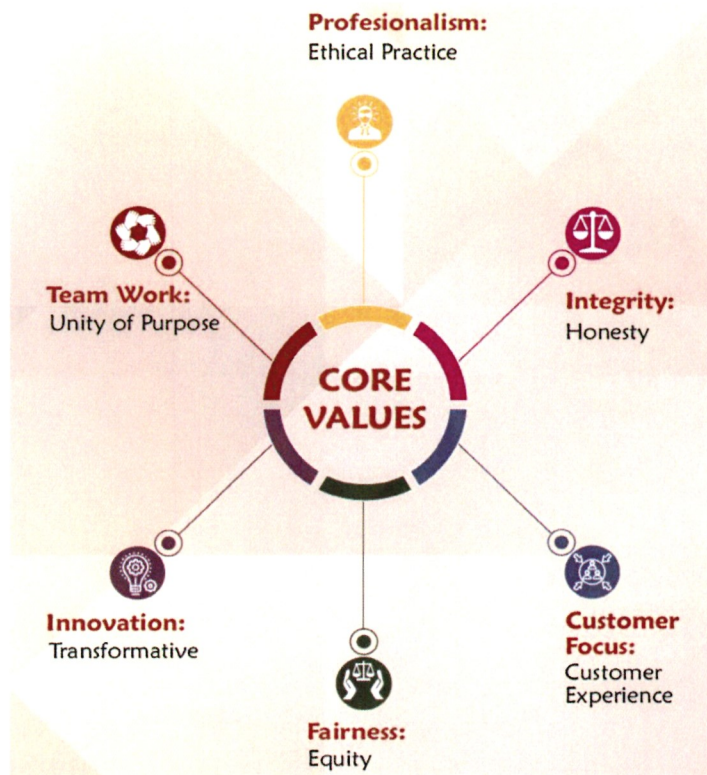 Profesionalism:
Ethical Practice
Team Work:
Unity of Purpose
Integrity:
Honesty
CORE
VALUES
Innovation:
Transformative
Customer
Focus:
Customer
Experience
Fairness:
Equity